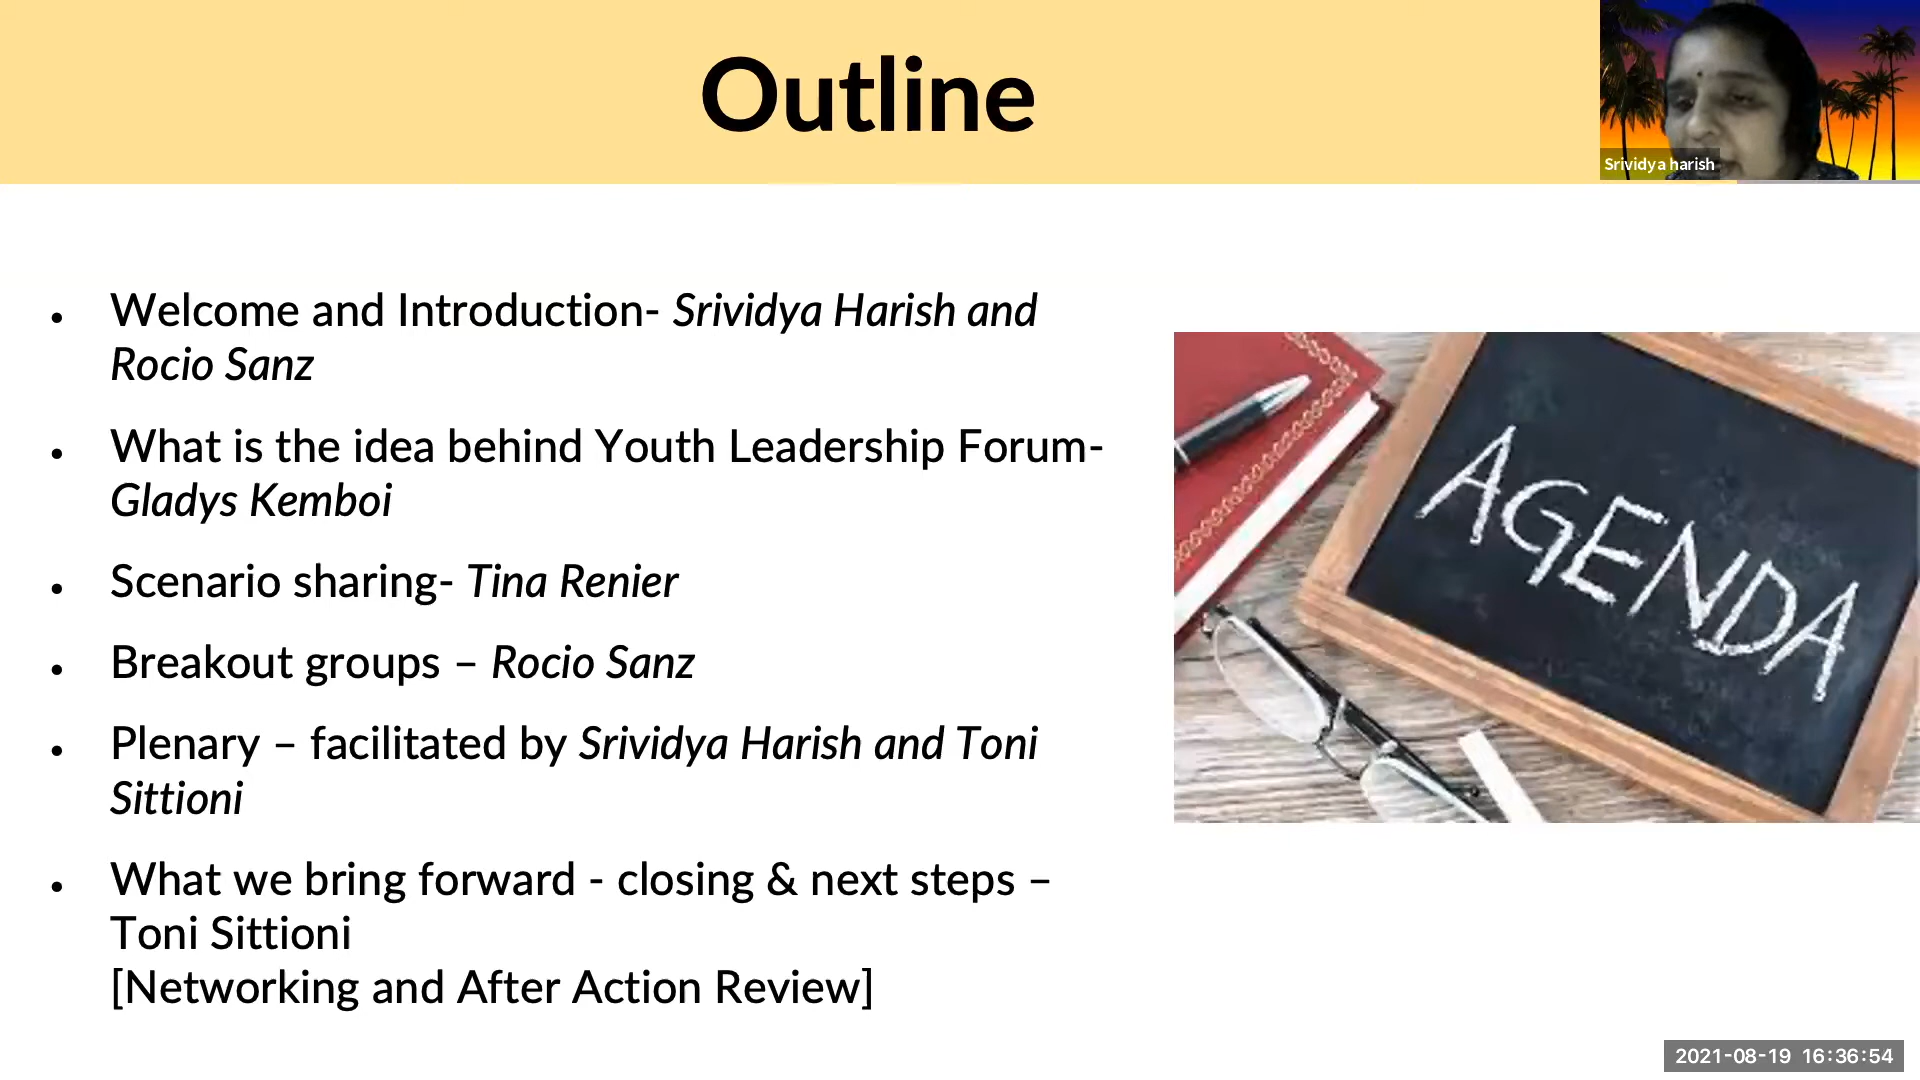 Outline
Srividya harish
• Welcome and Introduction- Srividya Harish and
Rocio Sanz
• What is the idea behind Youth Leadership Forum-
Gladys Kemboi
• Scenario sharing- Tina Renier
• Breakout groups – Rocio Sanz
• Plenary – facilitated by Srividya Harish and Toni
Sittioni
• What we bring forward - closing & next steps –
Toni Sittioni
[Networking and After Action Review]
AGENDA
2021-08-19 16:36:54